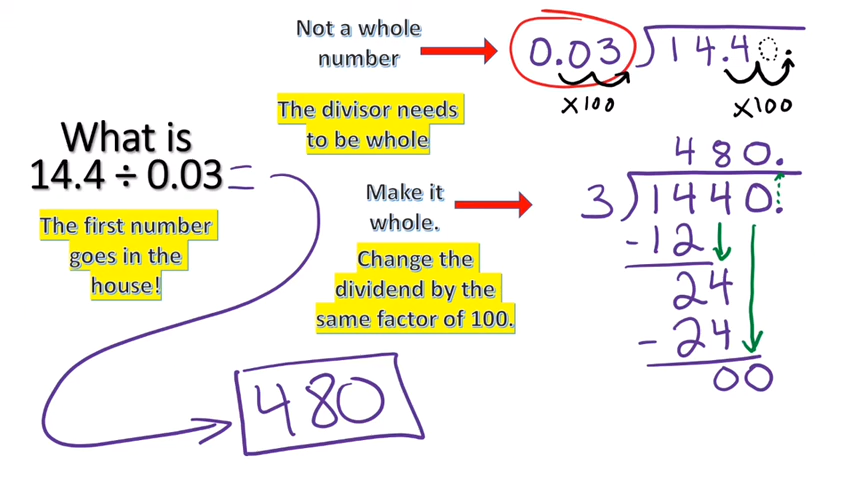 Not a whole
number
0.03 ) 14.40.
x100
x100
The divisor needs
to be whole
What is
14.4 ÷ 0.03 =
The first number
goes in the
house!
Make it
whole.
Change the
dividend by the
same factor of 100.
480.
3 ) 1440.
-12
24
- 24
00
480